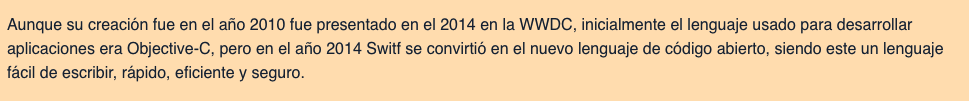 Aunque su creación fue en el año 2010 fue presentado en el 2014 en la WWDC, inicialmente el lenguaje usado para desarrollar
aplicaciones era Objective-C, pero en el año 2014 Switf se convirtió en el nuevo lenguaje de código abierto, siendo este un lenguaje
fácil de escribir, rápido, eficiente y seguro.